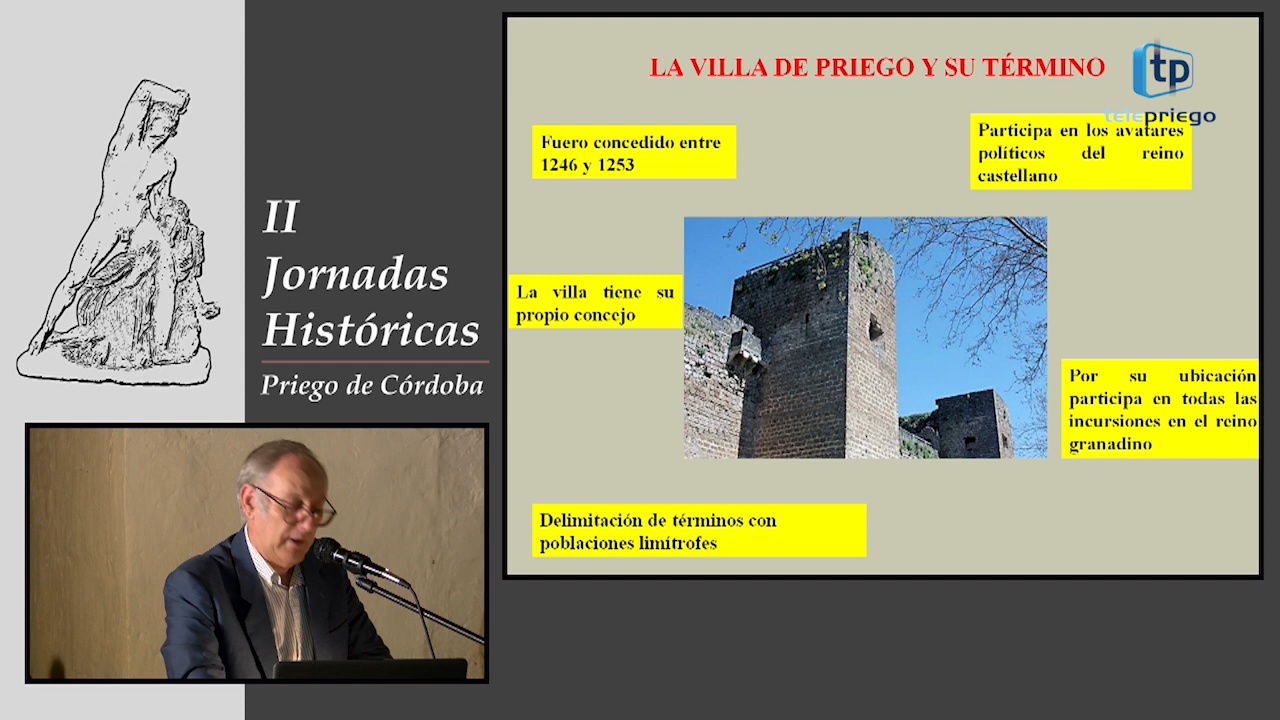 II
Jornadas
Históricas
Priego de Córdoba
LA VILLA DE PRIEGO Y SU TÉRMINO
tp
telepriego
Fuero concedido entre
1246 y 1253
Participa en los avatares
políticos del reino
castellano
La villa tiene su
propio concejo
Por su ubicación
participa en todas las
incursiones en el reino
granadino
Delimitación de términos con
poblaciones limítrofes